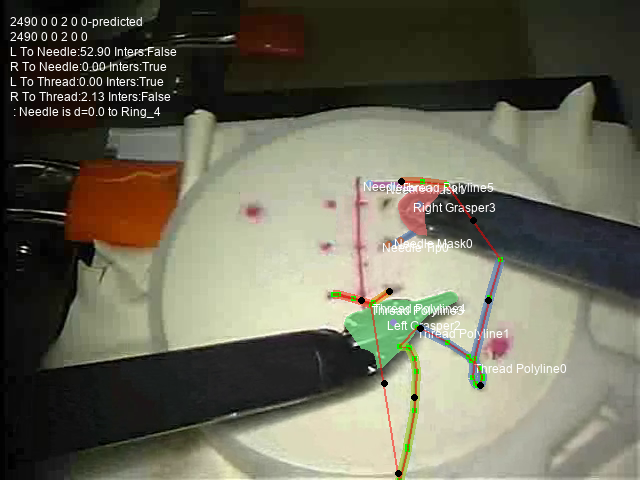 2490 0 0 2 0 0-predicted
2490 0 0 2 0 0
L To Needle:52.90 Inters:False
R To Needle:0.00 Inters:True
L To Thread:0.00 Inters:True
R To Thread:2.13 Inters:False
: Needle is d=0.0 to Ring_4
Thread Polyline5
Right Grasper3
Needle Mask0
Needle Tip0
Thread Polyline3
Left Grasper2
Thread Polyline1
Thread Polyline0